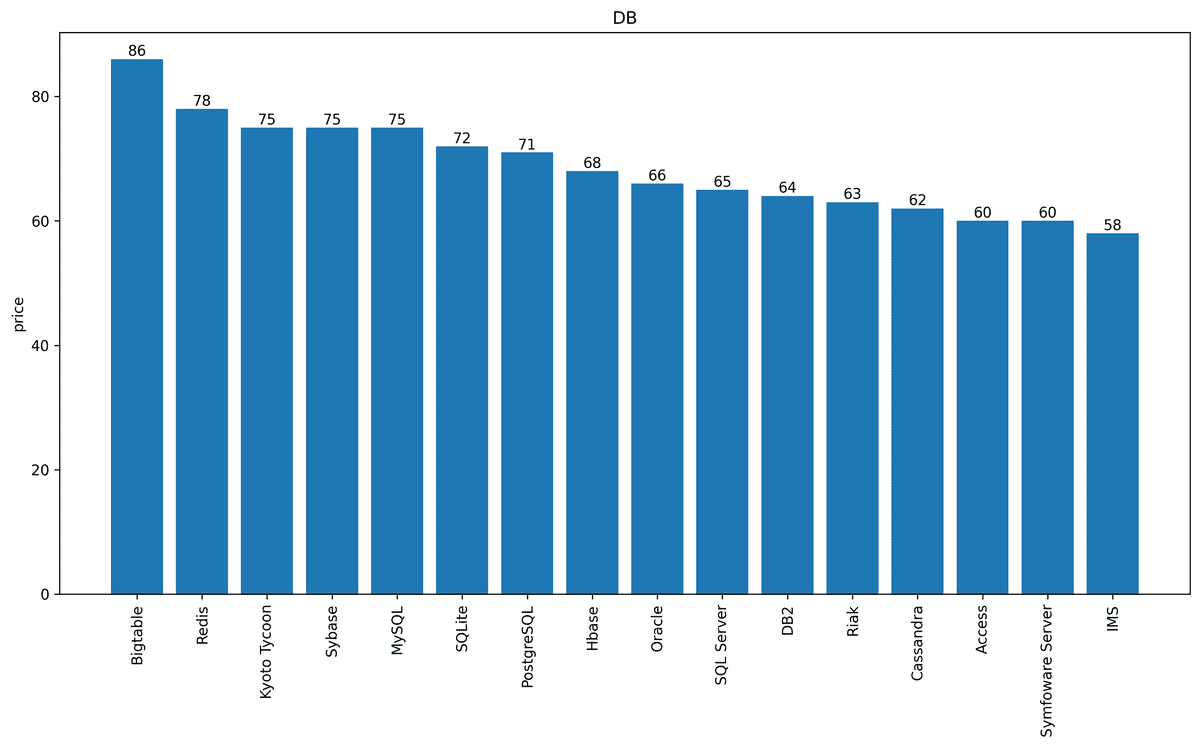 DB
86
78
75
75
75
72
71
68
66
65
64
63
62
60
60
58
80
60
40
20
0
price
Bigtable
Redis
Kyoto Tycoon
Sybase
MySQL
SQLite
PostgreSQL
Hbase
Oracle
SQL Server
DB2
Riak
Cassandra
Access
Symfoware Server
IMS